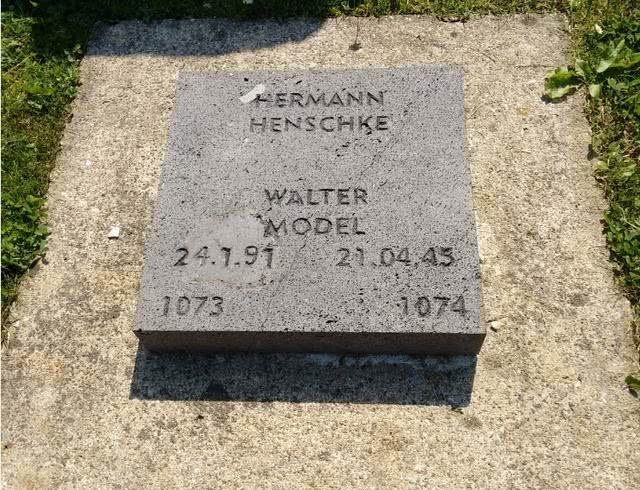 HERMANN
HENSCHKE
WALTER
MODEL
24.1.91 21.04.45
1073 1074